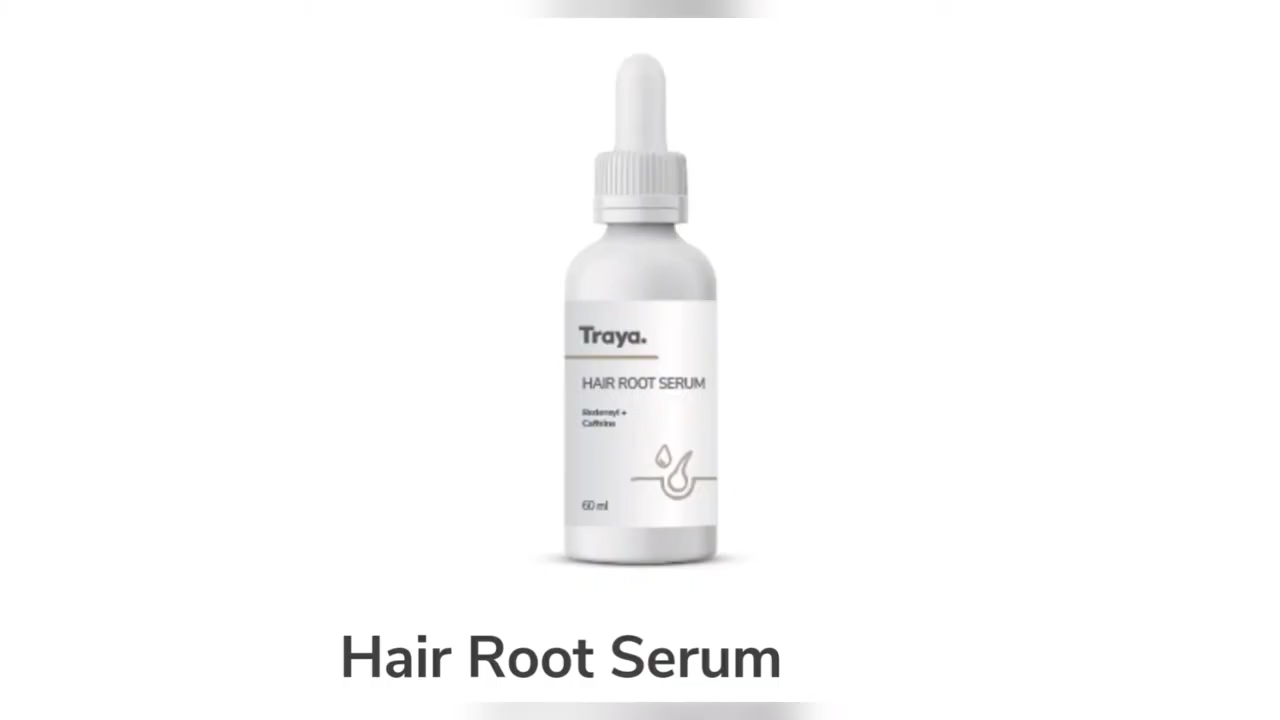 Traya.
HAIR ROOT SERUM
Redensyl +
Caffeine
60 ml
Hair Root Serum